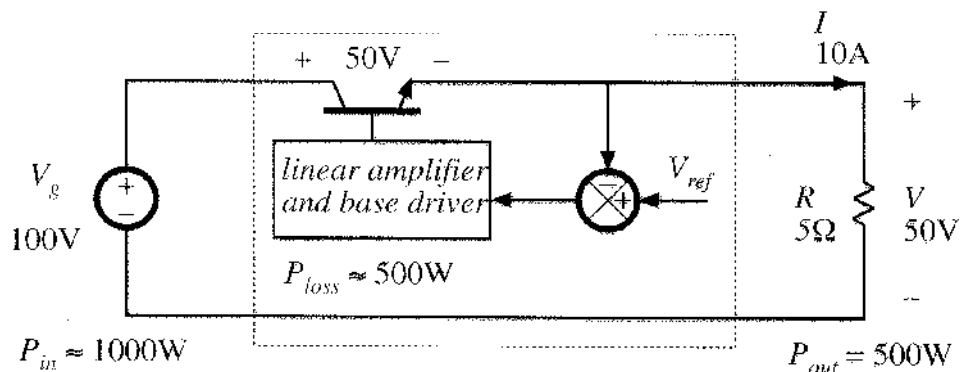 I
10A
+ 50V −
+
linear amplifier
and base driver
−
+
V_ref
V_g
+
−
100V
R
5Ω
V
50V
P_loss ≈ 500W
−
P_in ≈ 1000W
P_out = 500W